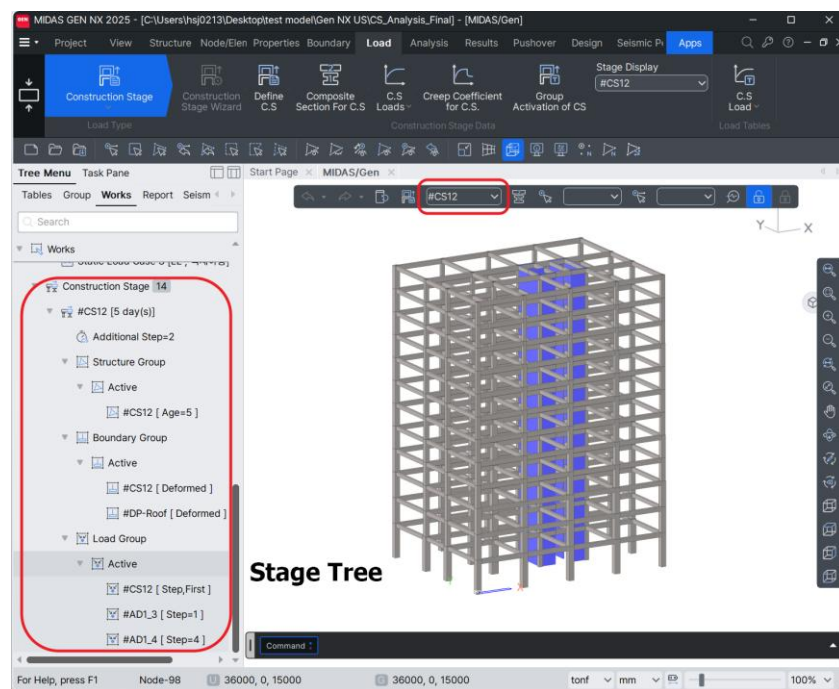 MIDAS GEN NX 2025 - [C:\Users\hsj0213\Desktop\test model\Gen NX US\CS_Analysis_Final] - [MIDAS/Gen]
Project View Structure Node/Elen Properties Boundary Load Analysis Results Pushover Design Seismic Pu Apps
Construction Stage
Construction Stage Wizard
Define C.S
Composite Section For C.S
C.S Loads
Creep Coefficient for C.S.
Group Activation of CS
Stage Display
#CS12
C.S Load
Load Type
Construction Stage Data
Load Tables
Tree Menu Task Pane
Start Page MIDAS/Gen
Tables Group Works Report Seism
#CS12
Search
Y
X
Works
Construction Stage 14
#CS12 [5 day(s)]
Additional Step=2
Structure Group
Active
#CS12 [ Age=5 ]
Boundary Group
Active
#CS12 [ Deformed ]
#DP-Roof [ Deformed ]
Load Group
Active
Stage Tree
#CS12 [ Step,First ]
#AD1_3 [ Step=1 ]
#AD1_4 [ Step=4 ]
Command :
For Help, press F1 Node-98 36000, 0, 15000 36000, 0, 15000 tonf mm 100%